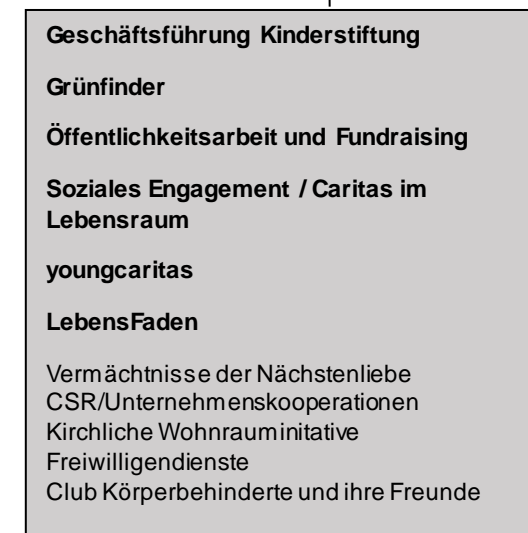 Geschäftsführung Kinderstiftung
Grünfinder
Öffentlichkeitsarbeit und Fundraising
Soziales Engagement / Caritas im
Lebensraum
youngcaritas
LebensFaden
Vermächtnisse der Nächstenliebe
CSR/Unternehmenskooperationen
Kirchliche Wohnrauminitative
Freiwilligendienste
Club Körperbehinderte und ihre Freunde